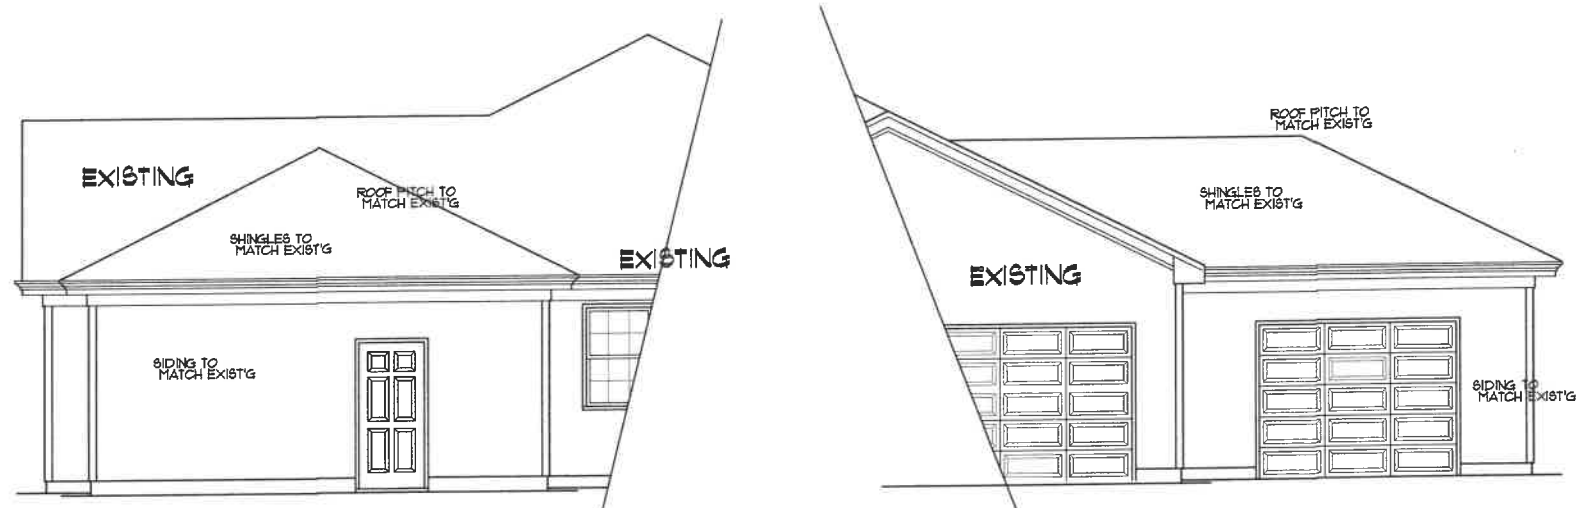 EXISTING
ROOF PITCH TO
MATCH EXIST'G
SHINGLES TO
MATCH EXIST'G
EXISTING
SIDING TO
MATCH EXIST'G
ROOF PITCH TO
MATCH EXIST'G
SHINGLES TO
MATCH EXIST'G
EXISTING
SIDING TO
MATCH EXIST'G